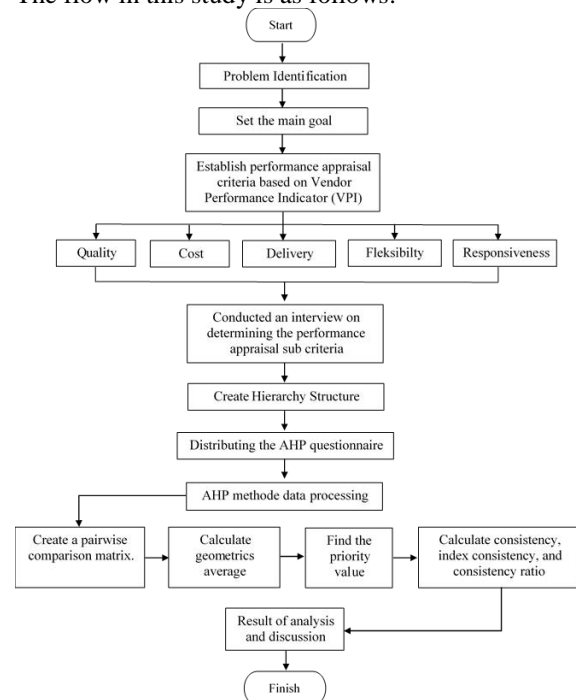 The flow in this study is as follows:
Start
Problem Identification
Set the main goal
Establish performance appraisal
criteria based on Vendor
Performance Indicator (VPI)
Quality
Cost
Delivery
Fleksibilty
Responsiveness
Conducted an interview on
determining the performance
appraisal sub criteria
Create Hierarchy Structure
Distributing the AHP questionnaire
AHP methode data processing
Create a pairwise
comparison matrix.
Calculate
geometrics
average
Find the
priority
value
Calculate consistency,
index consistency, and
consistency ratio
Result of analysis
and discussion
Finish